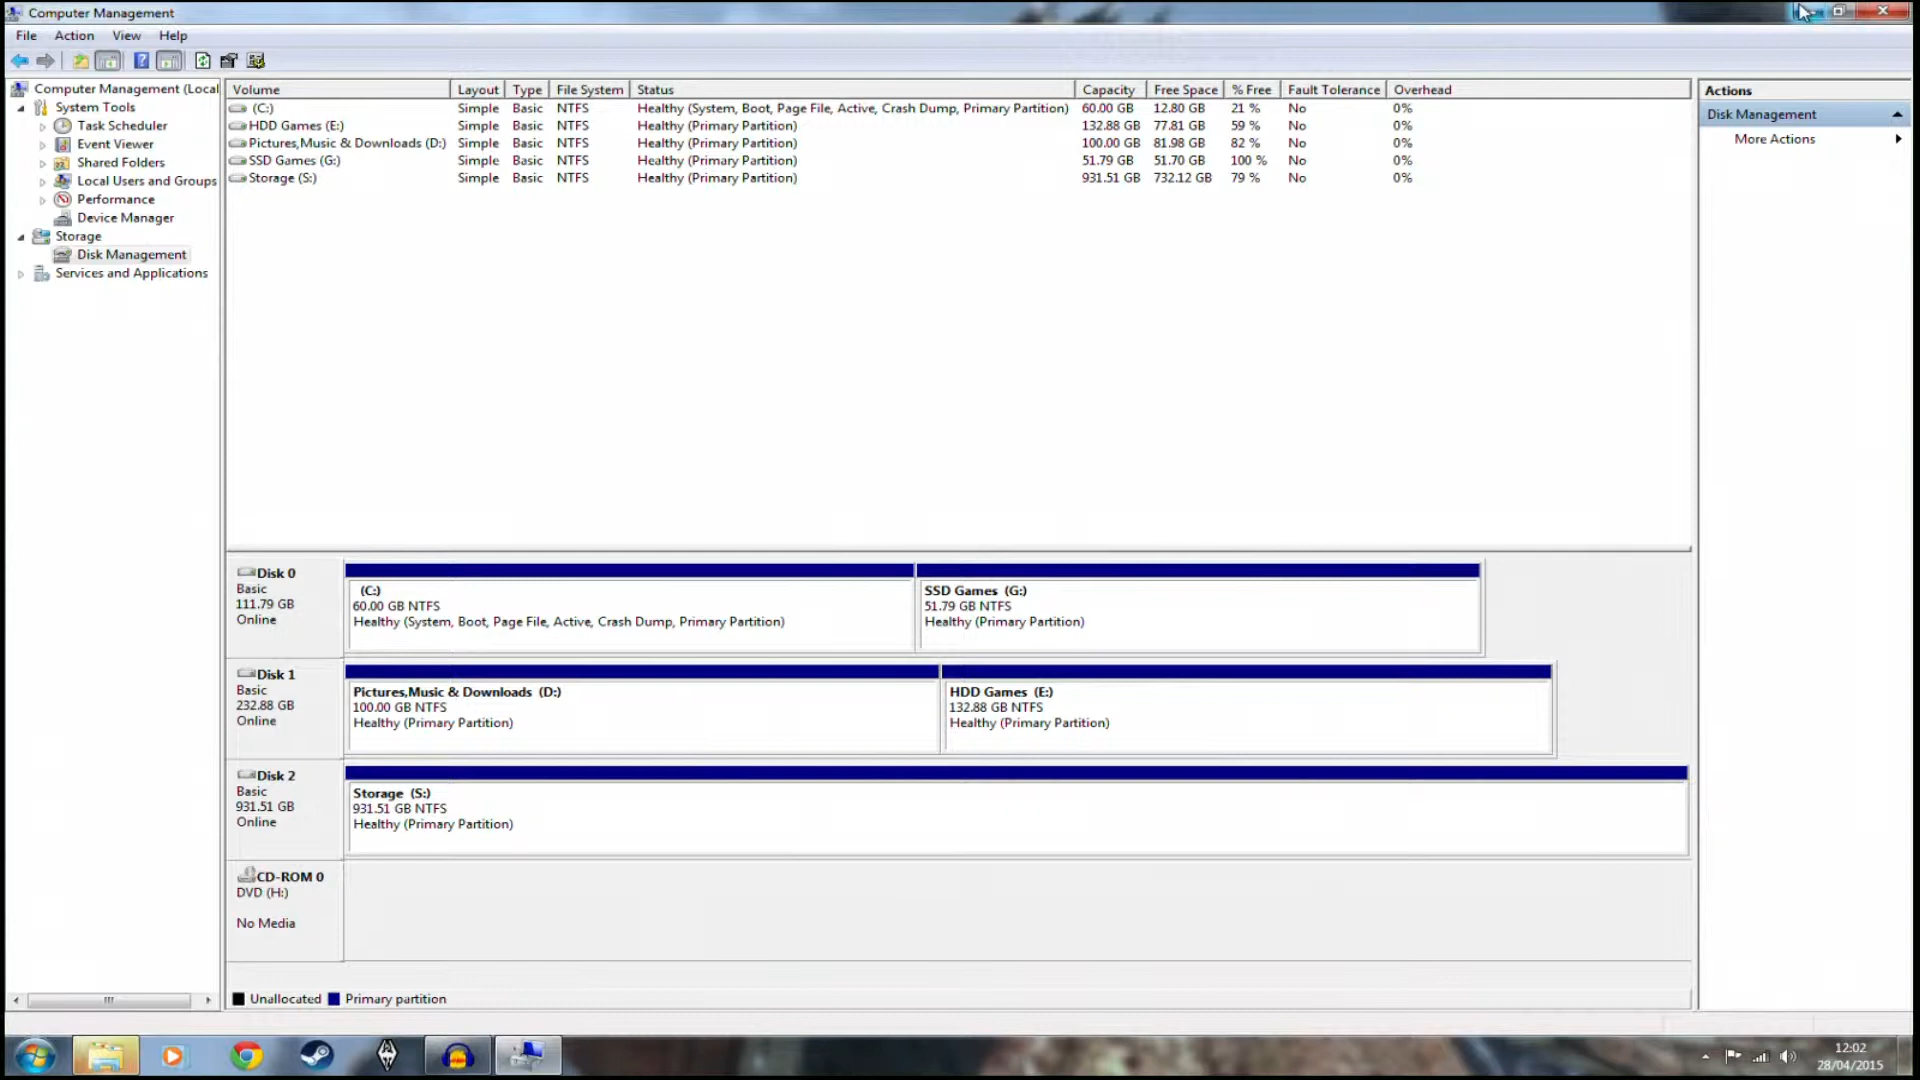 Computer Management
File Action View Help
Computer Management (Local
System Tools
Task Scheduler
Event Viewer
Shared Folders
Local Users and Groups
Performance
Device Manager
Storage
Disk Management
Services and Applications
Volume Layout Type File System Status Capacity Free Space % Free Fault Tolerance Overhead
(C:) Simple Basic NTFS Healthy (System, Boot, Page File, Active, Crash Dump, Primary Partition) 60.00 GB 12.80 GB 21 % No 0%
HDD Games (E:) Simple Basic NTFS Healthy (Primary Partition) 132.88 GB 77.81 GB 59 % No 0%
Pictures,Music & Downloads (D:) Simple Basic NTFS Healthy (Primary Partition) 100.00 GB 81.98 GB 82 % No 0%
SSD Games (G:) Simple Basic NTFS Healthy (Primary Partition) 51.79 GB 51.70 GB 100 % No 0%
Storage (S:) Simple Basic NTFS Healthy (Primary Partition) 931.51 GB 732.12 GB 79 % No 0%
Actions
Disk Management
More Actions
Disk 0
Basic
111.79 GB
Online
(C:)
60.00 GB NTFS
Healthy (System, Boot, Page File, Active, Crash Dump, Primary Partition)
SSD Games (G:)
51.79 GB NTFS
Healthy (Primary Partition)
Disk 1
Basic
232.88 GB
Online
Pictures,Music & Downloads (D:)
100.00 GB NTFS
Healthy (Primary Partition)
HDD Games (E:)
132.88 GB NTFS
Healthy (Primary Partition)
Disk 2
Basic
931.51 GB
Online
Storage (S:)
931.51 GB NTFS
Healthy (Primary Partition)
CD-ROM 0
DVD (H:)
No Media
Unallocated Primary partition
12:02
28/04/2015